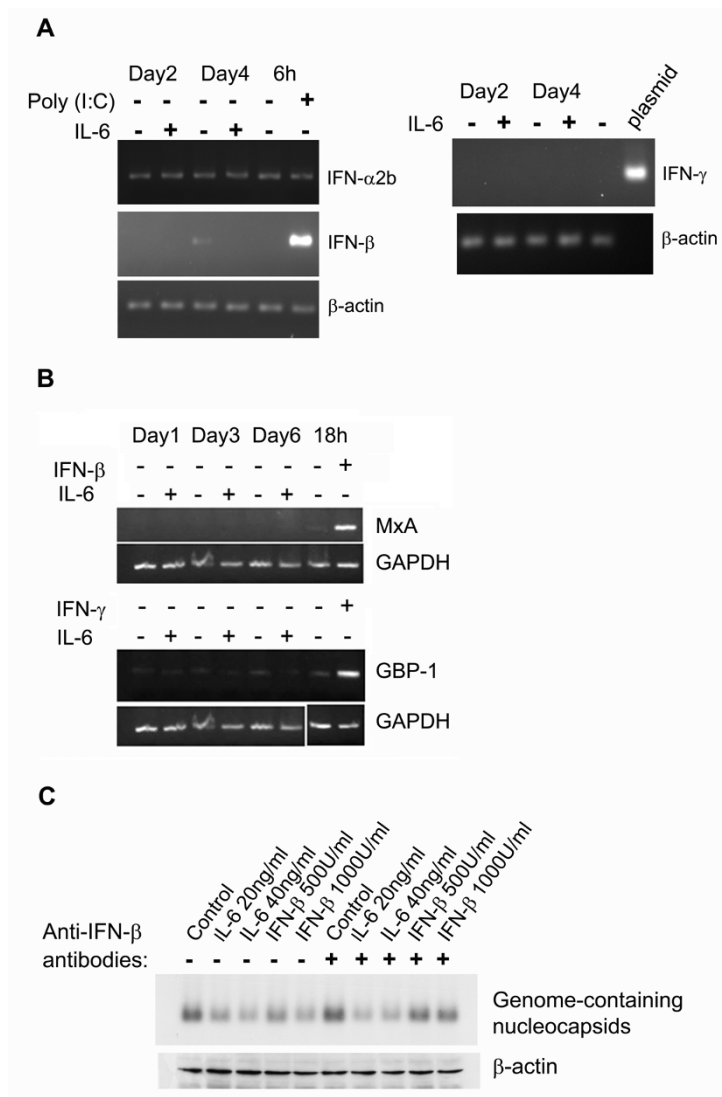 A
Day2 Day4 6h
Poly (I:C) - - - - - +
IL-6 - + - + - -
IFN-α2b
IFN-β
β-actin
Day2 Day4 plasmid
IL-6 - + - + -
IFN-γ
β-actin
B
Day1 Day3 Day6 18h
IFN-β - - - - - - - +
IL-6 - + - + - + - -
MxA
GAPDH
IFN-γ - - - - - - - +
IL-6 - + - + - + - -
GBP-1
GAPDH
C
Control IL-6 20ng/ml IL-6 40ng/ml IFN-β 500U/ml IFN-β 1000U/ml Control IL-6 20ng/ml IL-6 40ng/ml IFN-β 500U/ml IFN-β 1000U/ml
Anti-IFN-β
antibodies: - - - - - + + + + +
Genome-containing
nucleocapsids
β-actin